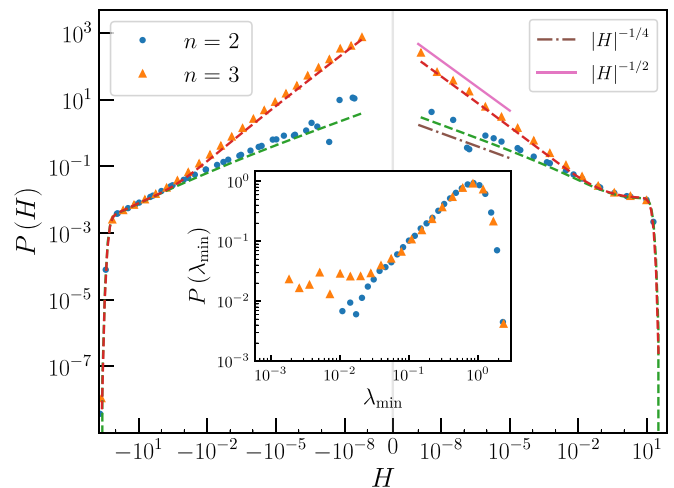 n = 2
n = 3
|H|^{-1/4}
|H|^{-1/2}
10^3
10^1
10^{-1}
10^{-3}
10^{-5}
10^{-7}
P (H)
10^0
10^{-1}
10^{-2}
10^{-3}
P (λ_min)
10^{-3} 10^{-2} 10^{-1} 10^0
λ_min
−10^1 −10^{-2} −10^{-5} −10^{-8} 0 10^{-8} 10^{-5} 10^{-2} 10^1
H